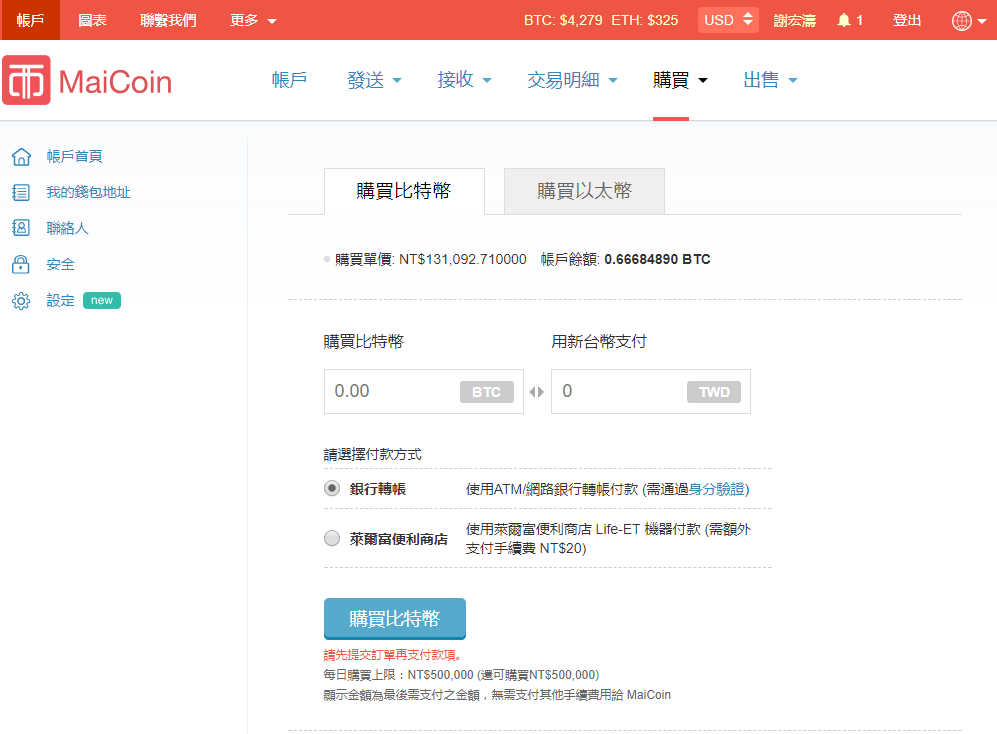 帳戶 圖表 聯繫我們 更多 BTC: $4,279 ETH: $325 USD 謝宏濤 1 登出
MaiCoin 帳戶 發送 接收 交易明細 購買 出售
帳戶首頁
我的錢包地址
聯絡人
安全
設定 new
購買比特幣 購買以太幣
購買單價: NT$131,092.710000 帳戶餘額: 0.66684890 BTC
購買比特幣 用新台幣支付
0.00 BTC 0 TWD
請選擇付款方式
銀行轉帳 使用ATM/網路銀行轉帳付款 (需通過身分驗證)
萊爾富便利商店 使用萊爾富便利商店 Life-ET 機器付款 (需額外
支付手續費 NT$20)
購買比特幣
請先提交訂單再支付款項。
每日購買上限：NT$500,000 (還可購買NT$500,000)
顯示金額為最後需支付之金額，無需支付其他手續費用給 MaiCoin